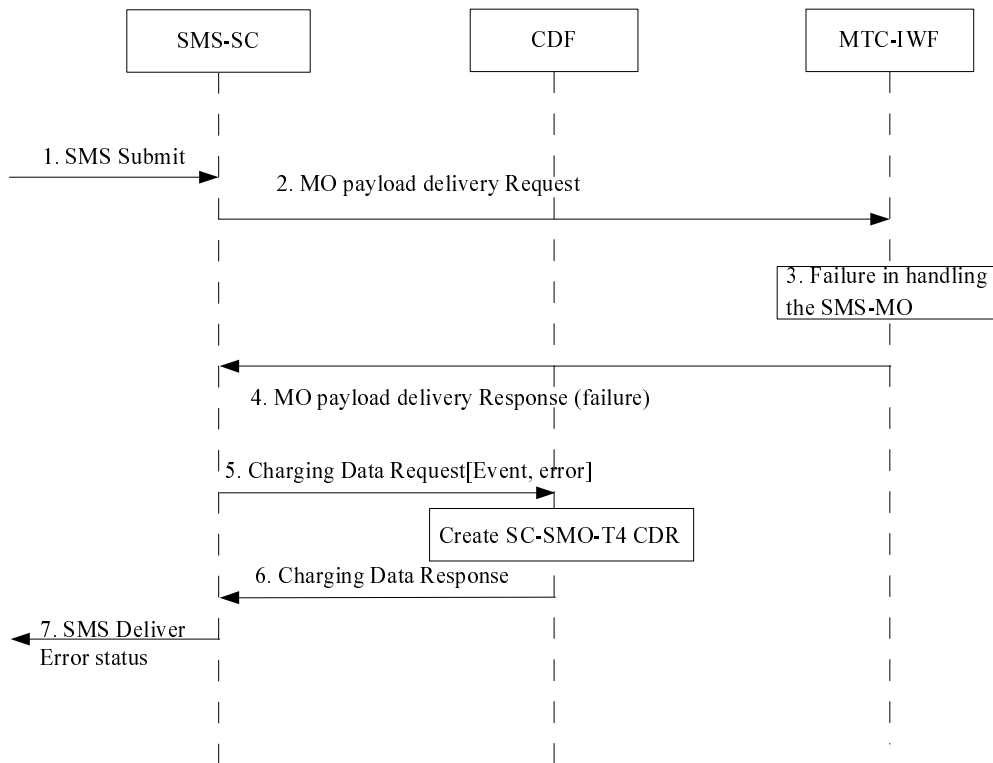 SMS-SC
CDF
MTC-IWF
1. SMS Submit
2. MO payload delivery Request
3. Failure in handling
the SMS-MO
4. MO payload delivery Response (failure)
5. Charging Data Request[Event, error]
Create SC-SMO-T4 CDR
6. Charging Data Response
7. SMS Deliver
Error status